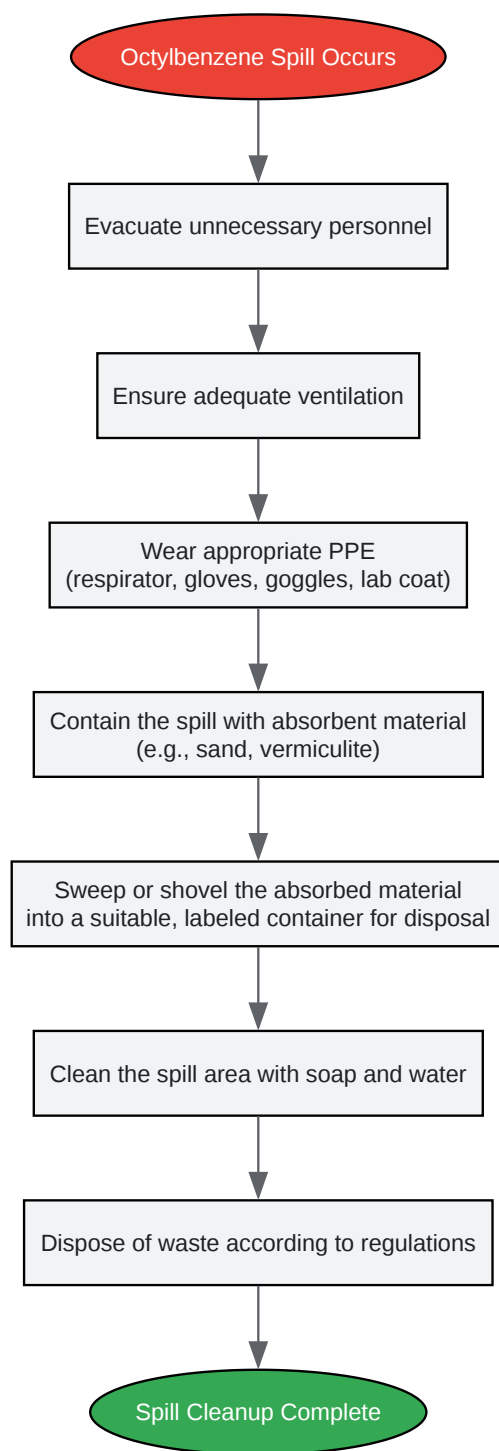 Octylbenzene Spill Occurs
Evacuate unnecessary personnel
Ensure adequate ventilation
Wear appropriate PPE
(respirator, gloves, goggles, lab coat)
Contain the spill with absorbent material
(e.g., sand, vermiculite)
Sweep or shovel the absorbed material
into a suitable, labeled container for disposal
Clean the spill area with soap and water
Dispose of waste according to regulations
Spill Cleanup Complete